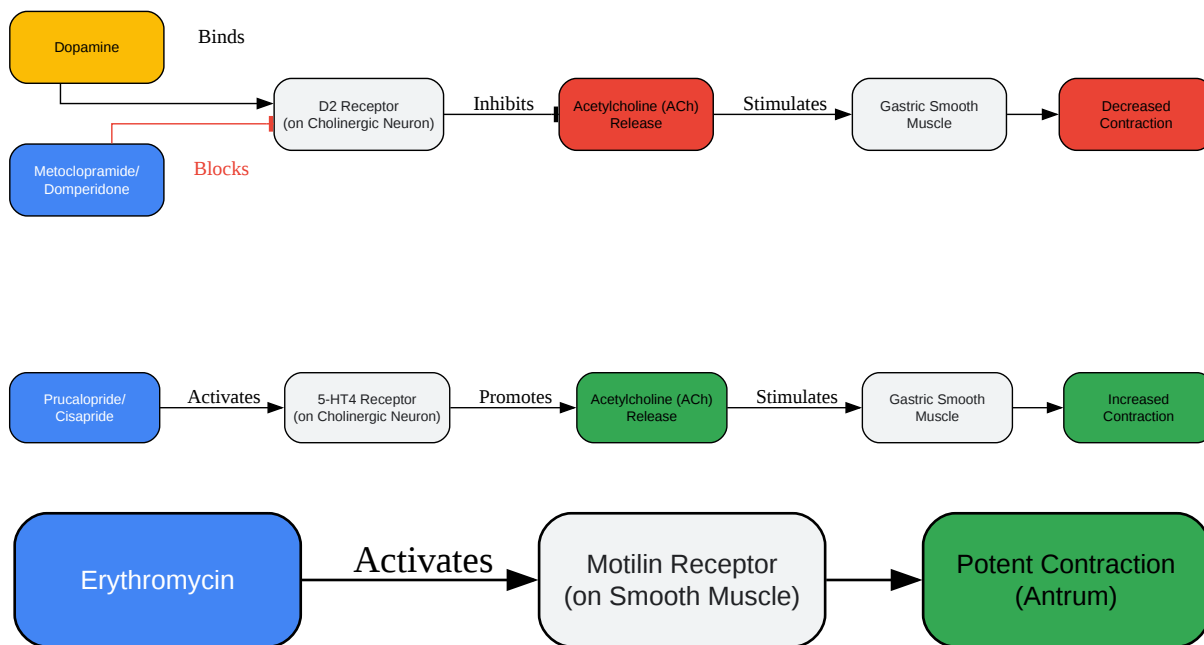 Dopamine
Binds
D2 Receptor
(on Cholinergic Neuron)
Inhibits
Acetylcholine (ACh)
Release
Stimulates
Gastric Smooth
Muscle
Decreased
Contraction
Metoclopramide/
Domperidone
Blocks
Prucalopride/
Cisapride
Activates
5-HT4 Receptor
(on Cholinergic Neuron)
Promotes
Acetylcholine (ACh)
Release
Stimulates
Gastric Smooth
Muscle
Increased
Contraction
Erythromycin
Activates
Motilin Receptor
(on Smooth Muscle)
Potent Contraction
(Antrum)